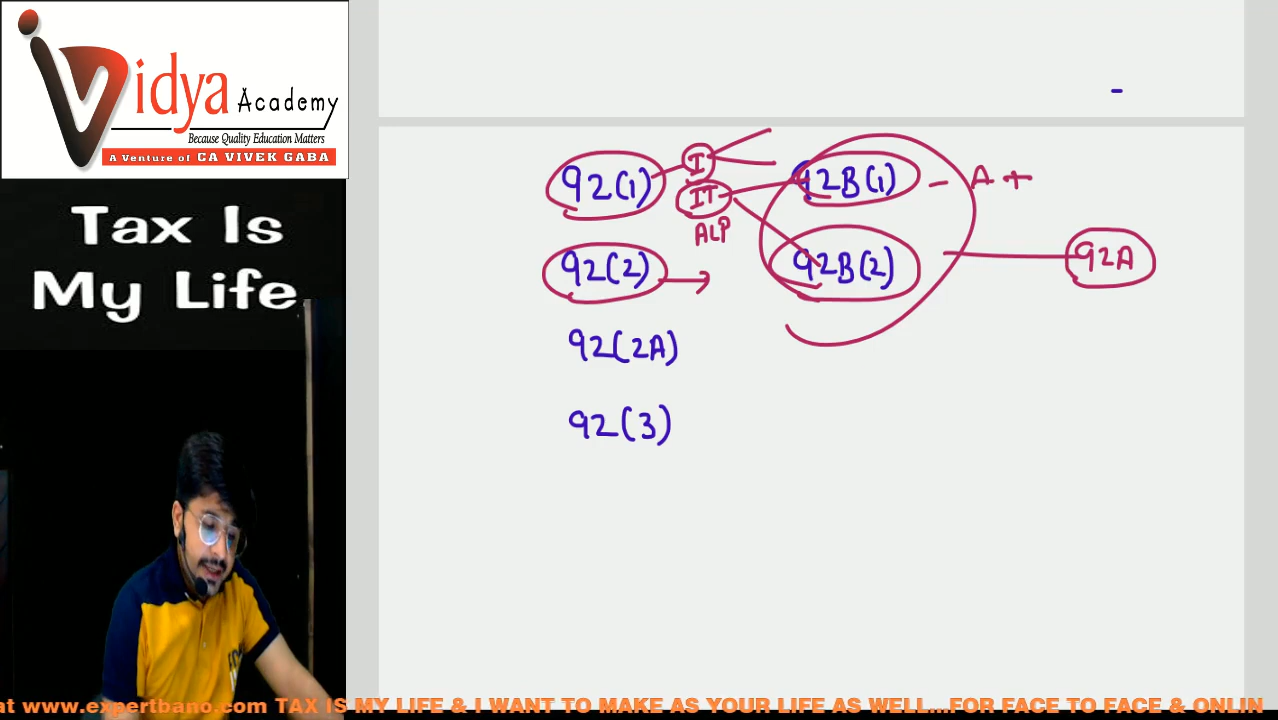 Vidya
Academy
Because Quality Education Matters
A Venture of CA VIVEK GABA
Tax Is
My Life
-
92(1) I 92B(1) - A +
IT
ALP
92(2) 92B(2) 92A
92(2A)
92(3)
at www.expertbano.com TAX IS MY LIFE & I WANT TO MAKE AS YOUR LIFE AS WELL....FOR FACE TO FACE & ONLIN